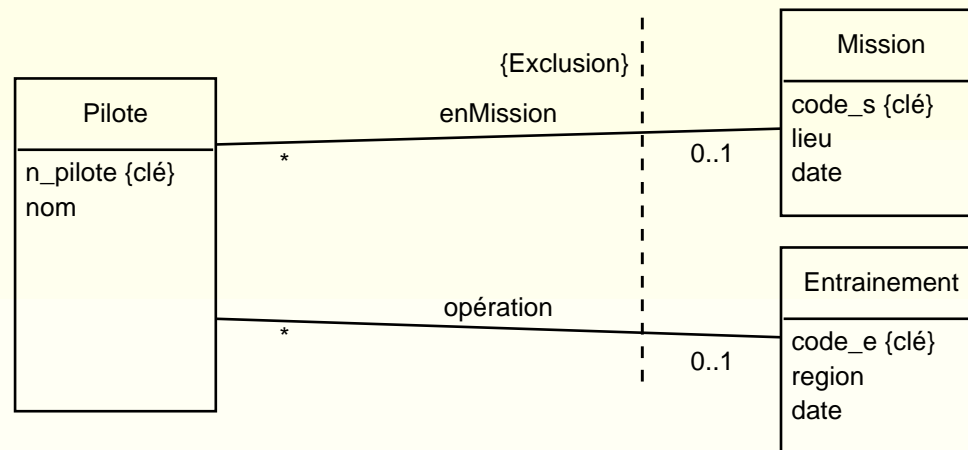 Pilote
n_pilote {clé}
nom
{Exclusion}
enMission
*
0..1
opération
*
0..1
Mission
code_s {clé}
lieu
date
Entrainement
code_e {clé}
region
date